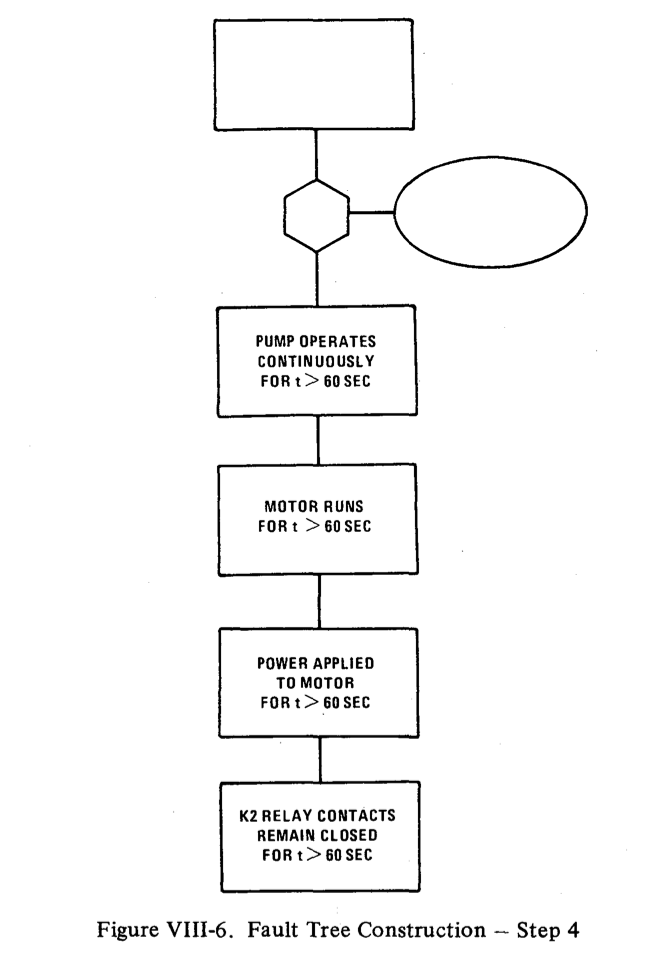 PUMP OPERATES
CONTINUOUSLY
FOR t > 60 SEC
MOTOR RUNS
FOR t > 60 SEC
POWER APPLIED
TO MOTOR
FOR t > 60 SEC
K2 RELAY CONTACTS
REMAIN CLOSED
FOR t > 60 SEC
Figure VIII-6. Fault Tree Construction – Step 4